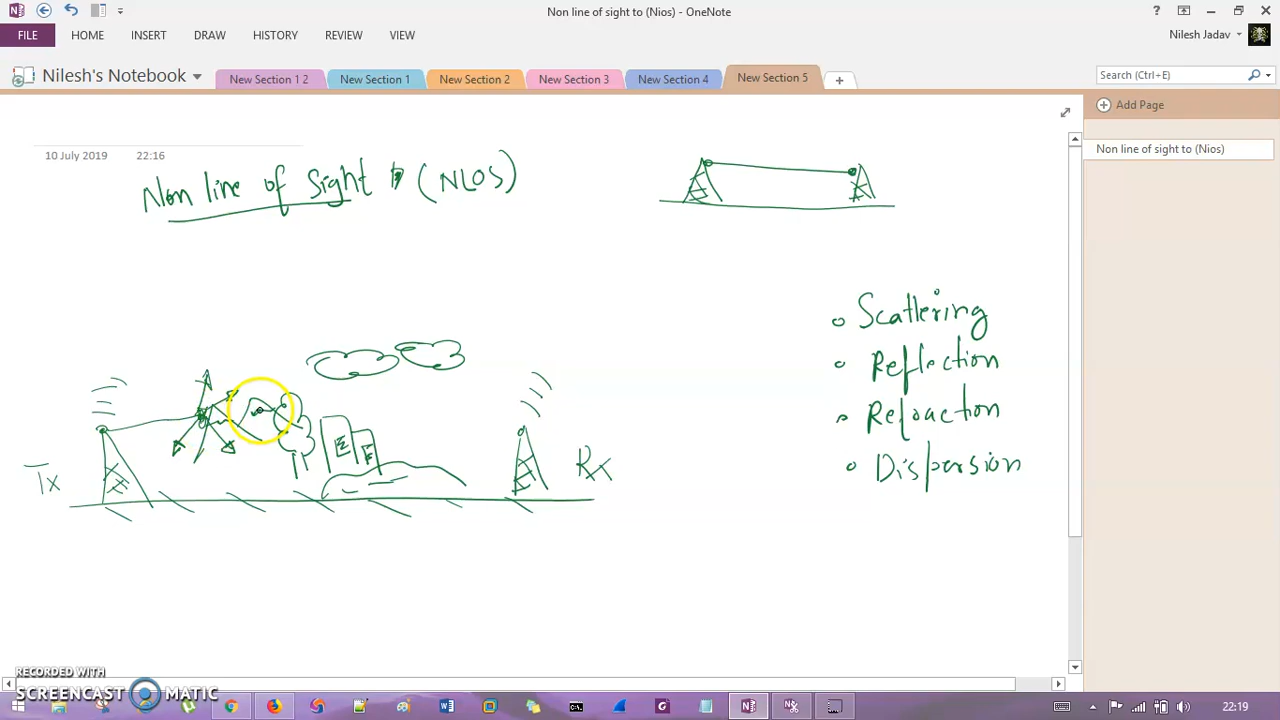 Non line of sight to (Nios) - OneNote
FILE HOME INSERT DRAW HISTORY REVIEW VIEW
Nilesh Jadav
Nilesh's Notebook
New Section 1 2
New Section 1
New Section 2
New Section 3
New Section 4
New Section 5
Search (Ctrl+E)
Add Page
Non line of sight to (Nios)
10 July 2019 22:16
Non line of sight (NLOS)
Scattering
Reflection
Refraction
Dispersion
Tx
Rx
RECORDED WITH
SCREENCAST MATIC
22:19